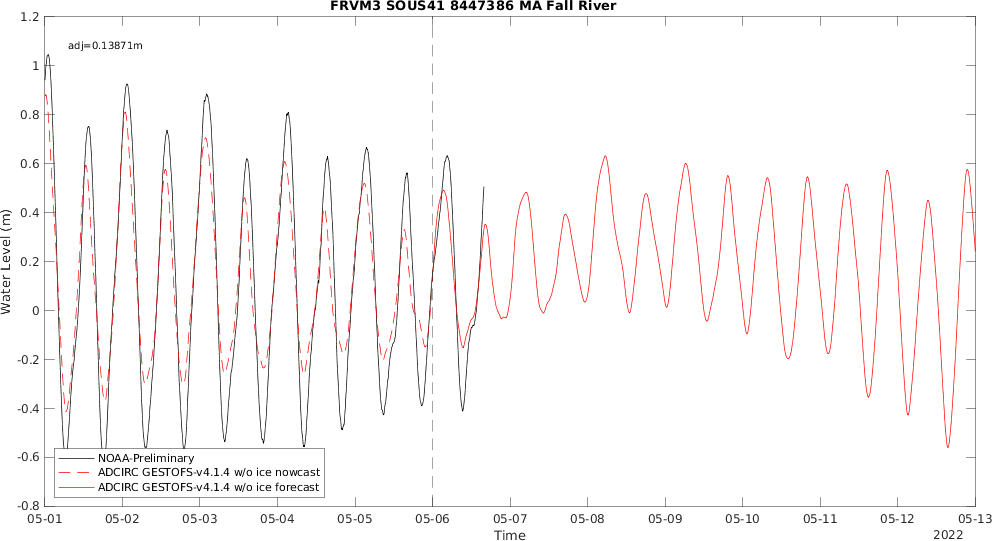 FRVM3 SOUS41 8447386 MA Fall River
1.2
1
0.8
0.6
0.4
0.2
0
-0.2
-0.4
-0.6
-0.8
Water Level (m)
adj=0.13871m
NOAA-Preliminary
ADCIRC GESTOFS-v4.1.4 w/o ice nowcast
ADCIRC GESTOFS-v4.1.4 w/o ice forecast
05-01 05-02 05-03 05-04 05-05 05-06 05-07 05-08 05-09 05-10 05-11 05-12 05-13
Time
2022